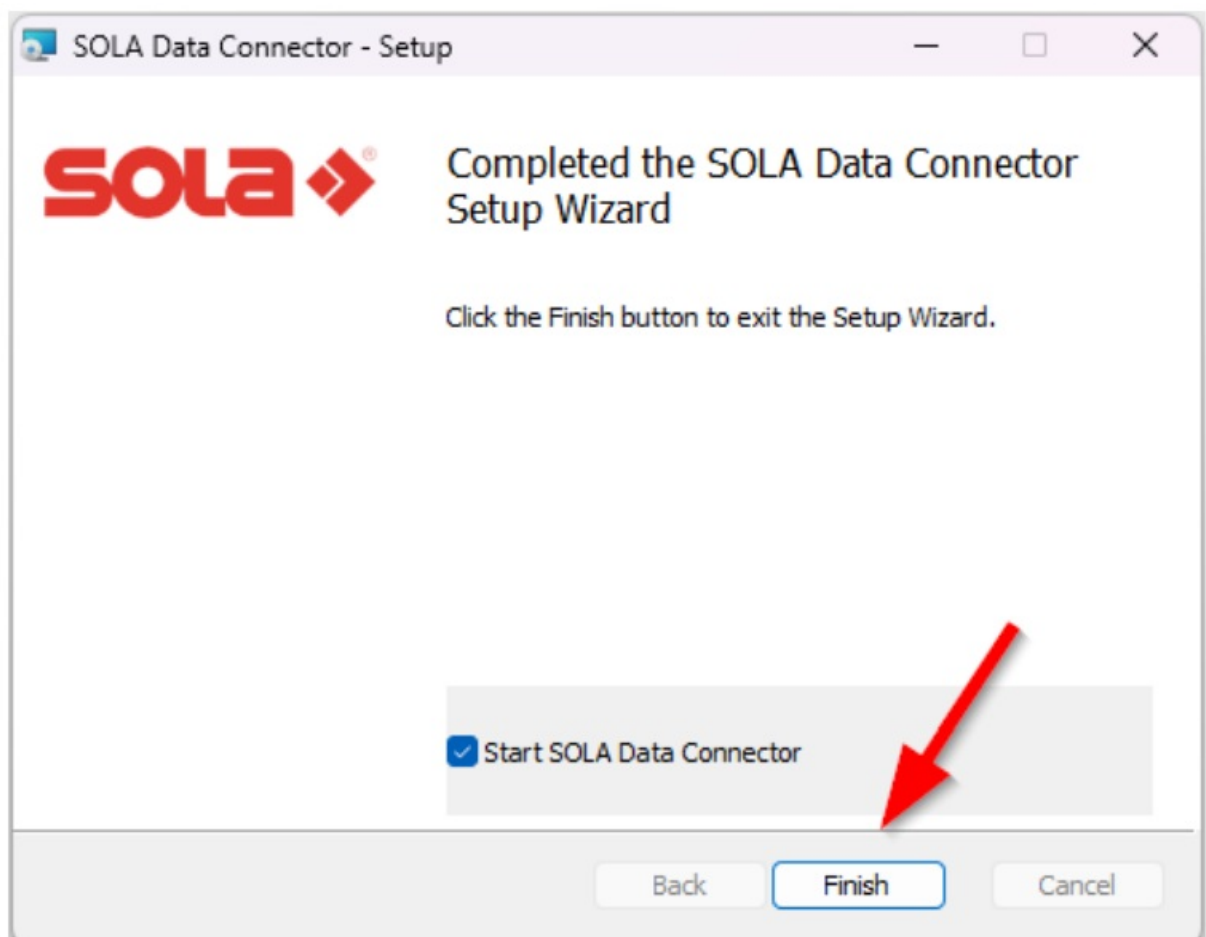 SOLA Data Connector - Setup
sola®
Completed the SOLA Data Connector
Setup Wizard
Click the Finish button to exit the Setup Wizard.
Start SOLA Data Connector
Back
Finish
Cancel